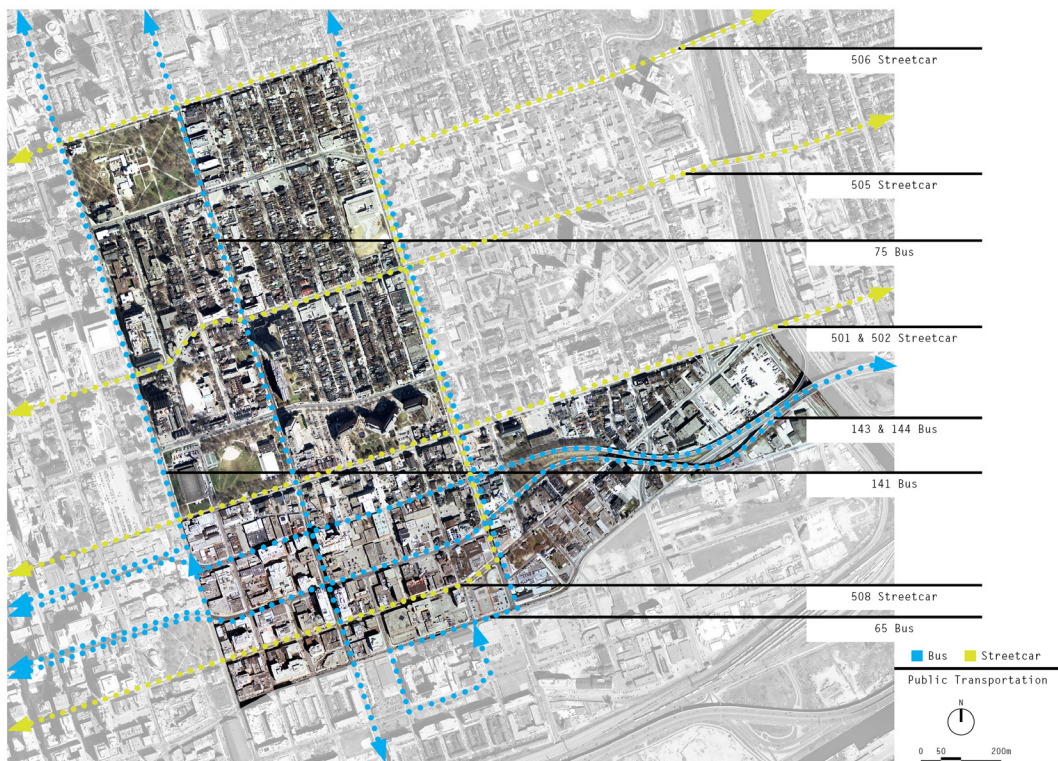 506 Streetcar
505 Streetcar
75 Bus
501 & 502 Streetcar
143 & 144 Bus
141 Bus
508 Streetcar
65 Bus
Bus
Streetcar
Public Transportation
N
0 50 200m